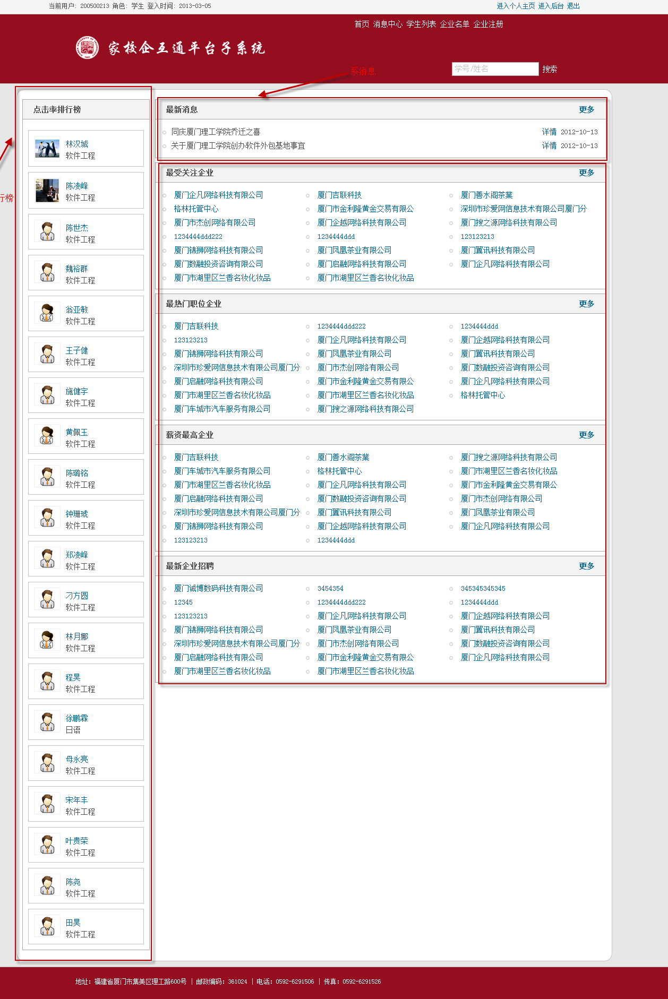 当前用户: 200500213 角色: 学生 登入时间: 2013-03-05
进入个人主页 进入后台 退出
首页 消息中心 学生列表 企业名单 企业注册
家校企互通平台子系统
系消息
学号/姓名 搜索
点击率排行榜
林汉城
软件工程
陈凌峰
软件工程
行榜
陈世杰
软件工程
魏裕群
软件工程
翁亚敏
软件工程
王子健
软件工程
施健宇
软件工程
黄佩玉
软件工程
陈璐铭
软件工程
钟珊琥
软件工程
郑凌峰
软件工程
刁方圆
软件工程
林月娜
软件工程
程昊
软件工程
徐鹏霖
日语
母永亮
软件工程
宋年丰
软件工程
叶贵荣
软件工程
陈尧
软件工程
田昊
软件工程
最新消息 更多
同庆厦门理工学院乔迁之喜 详情 2012-10-13
关于厦门理工学院创办软件外包基地事宜 详情 2012-10-13
最受关注企业 更多
厦门企凡网络科技有限公司 厦门吉联科技 厦门善水阁茶業
格林托管中心 厦门市金利隆黄金交易有限公 深圳市珍爱网信息技术有限公司厦门分
厦门市杰创网络有限公司 厦门企越网络科技有限公司 厦门搜之源网络科技有限公司
1234444ddd222 1234444ddd 123123213
厦门锦狮网络科技有限公司 厦门凤凰茶业有限公司 厦门翼讯科技有限公司
厦门数融投资咨询有限公司 厦门启融网络科技有限公司 厦门企凡网络科技有限公司
厦门市湖里区兰香名妆化妆品 厦门市湖里区兰香名妆化妆品
最热门职位企业 更多
厦门吉联科技 1234444ddd222 1234444ddd
123123213 厦门企凡网络科技有限公司 厦门企越网络科技有限公司
厦门锦狮网络科技有限公司 厦门凤凰茶业有限公司 厦门翼讯科技有限公司
深圳市珍爱网信息技术有限公司厦门分 厦门市杰创网络有限公司 厦门数融投资咨询有限公司
厦门启融网络科技有限公司 厦门市金利隆黄金交易有限公 厦门企凡网络科技有限公司
厦门市湖里区兰香名妆化妆品 厦门市湖里区兰香名妆化妆品 格林托管中心
厦门车城市汽车服务有限公司 厦门搜之源网络科技有限公司
薪资最高企业 更多
厦门吉联科技 厦门善水阁茶業 厦门搜之源网络科技有限公司
厦门车城市汽车服务有限公司 格林托管中心 厦门市湖里区兰香名妆化妆品
厦门市湖里区兰香名妆化妆品 厦门企凡网络科技有限公司 厦门市金利隆黄金交易有限公
厦门启融网络科技有限公司 厦门数融投资咨询有限公司 厦门市杰创网络有限公司
深圳市珍爱网信息技术有限公司厦门分 厦门翼讯科技有限公司 厦门凤凰茶业有限公司
厦门锦狮网络科技有限公司 厦门企越网络科技有限公司 厦门企凡网络科技有限公司
123123213 1234444ddd
最新企业招聘 更多
厦门诚博数码科技有限公司 3454354 345345345345
12345 1234444ddd222 1234444ddd
123123213 厦门企凡网络科技有限公司 厦门企越网络科技有限公司
厦门锦狮网络科技有限公司 厦门凤凰茶业有限公司 厦门翼讯科技有限公司
深圳市珍爱网信息技术有限公司厦门分 厦门市杰创网络有限公司 厦门数融投资咨询有限公司
厦门启融网络科技有限公司 厦门市金利隆黄金交易有限公 厦门企凡网络科技有限公司
厦门市湖里区兰香名妆化妆品 厦门市湖里区兰香名妆化妆品
地址: 福建省厦门市集美区理工路600号 | 邮政编码: 361024 | 电话: 0592-6291506 | 传真: 0592-6291526